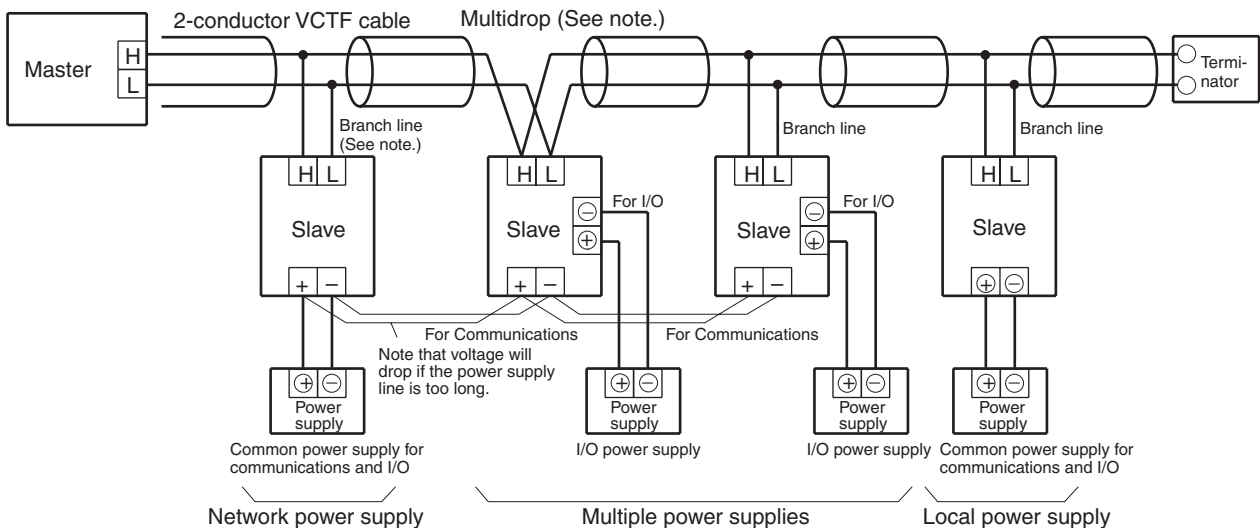 2-conductor VCTF cable
Multidrop (See note.)
Master
H
L
Termi-
nator
Branch line
(See note.)
Branch line
Branch line
H L
H L
H L
H L
Slave
Slave
Slave
Slave
For I/O
For I/O
⊖
⊕
⊖
⊕
+ −
+ −
+ −
⊕ ⊖
For Communications
For Communications
Note that voltage will
drop if the power supply
line is too long.
⊕ ⊖
Power
supply
⊕ ⊖
Power
supply
⊕ ⊖
Power
supply
⊕ ⊖
Power
supply
Common power supply for
communications and I/O
I/O power supply
I/O power supply
Common power supply for
communications and I/O
Network power supply
Multiple power supplies
Local power supply